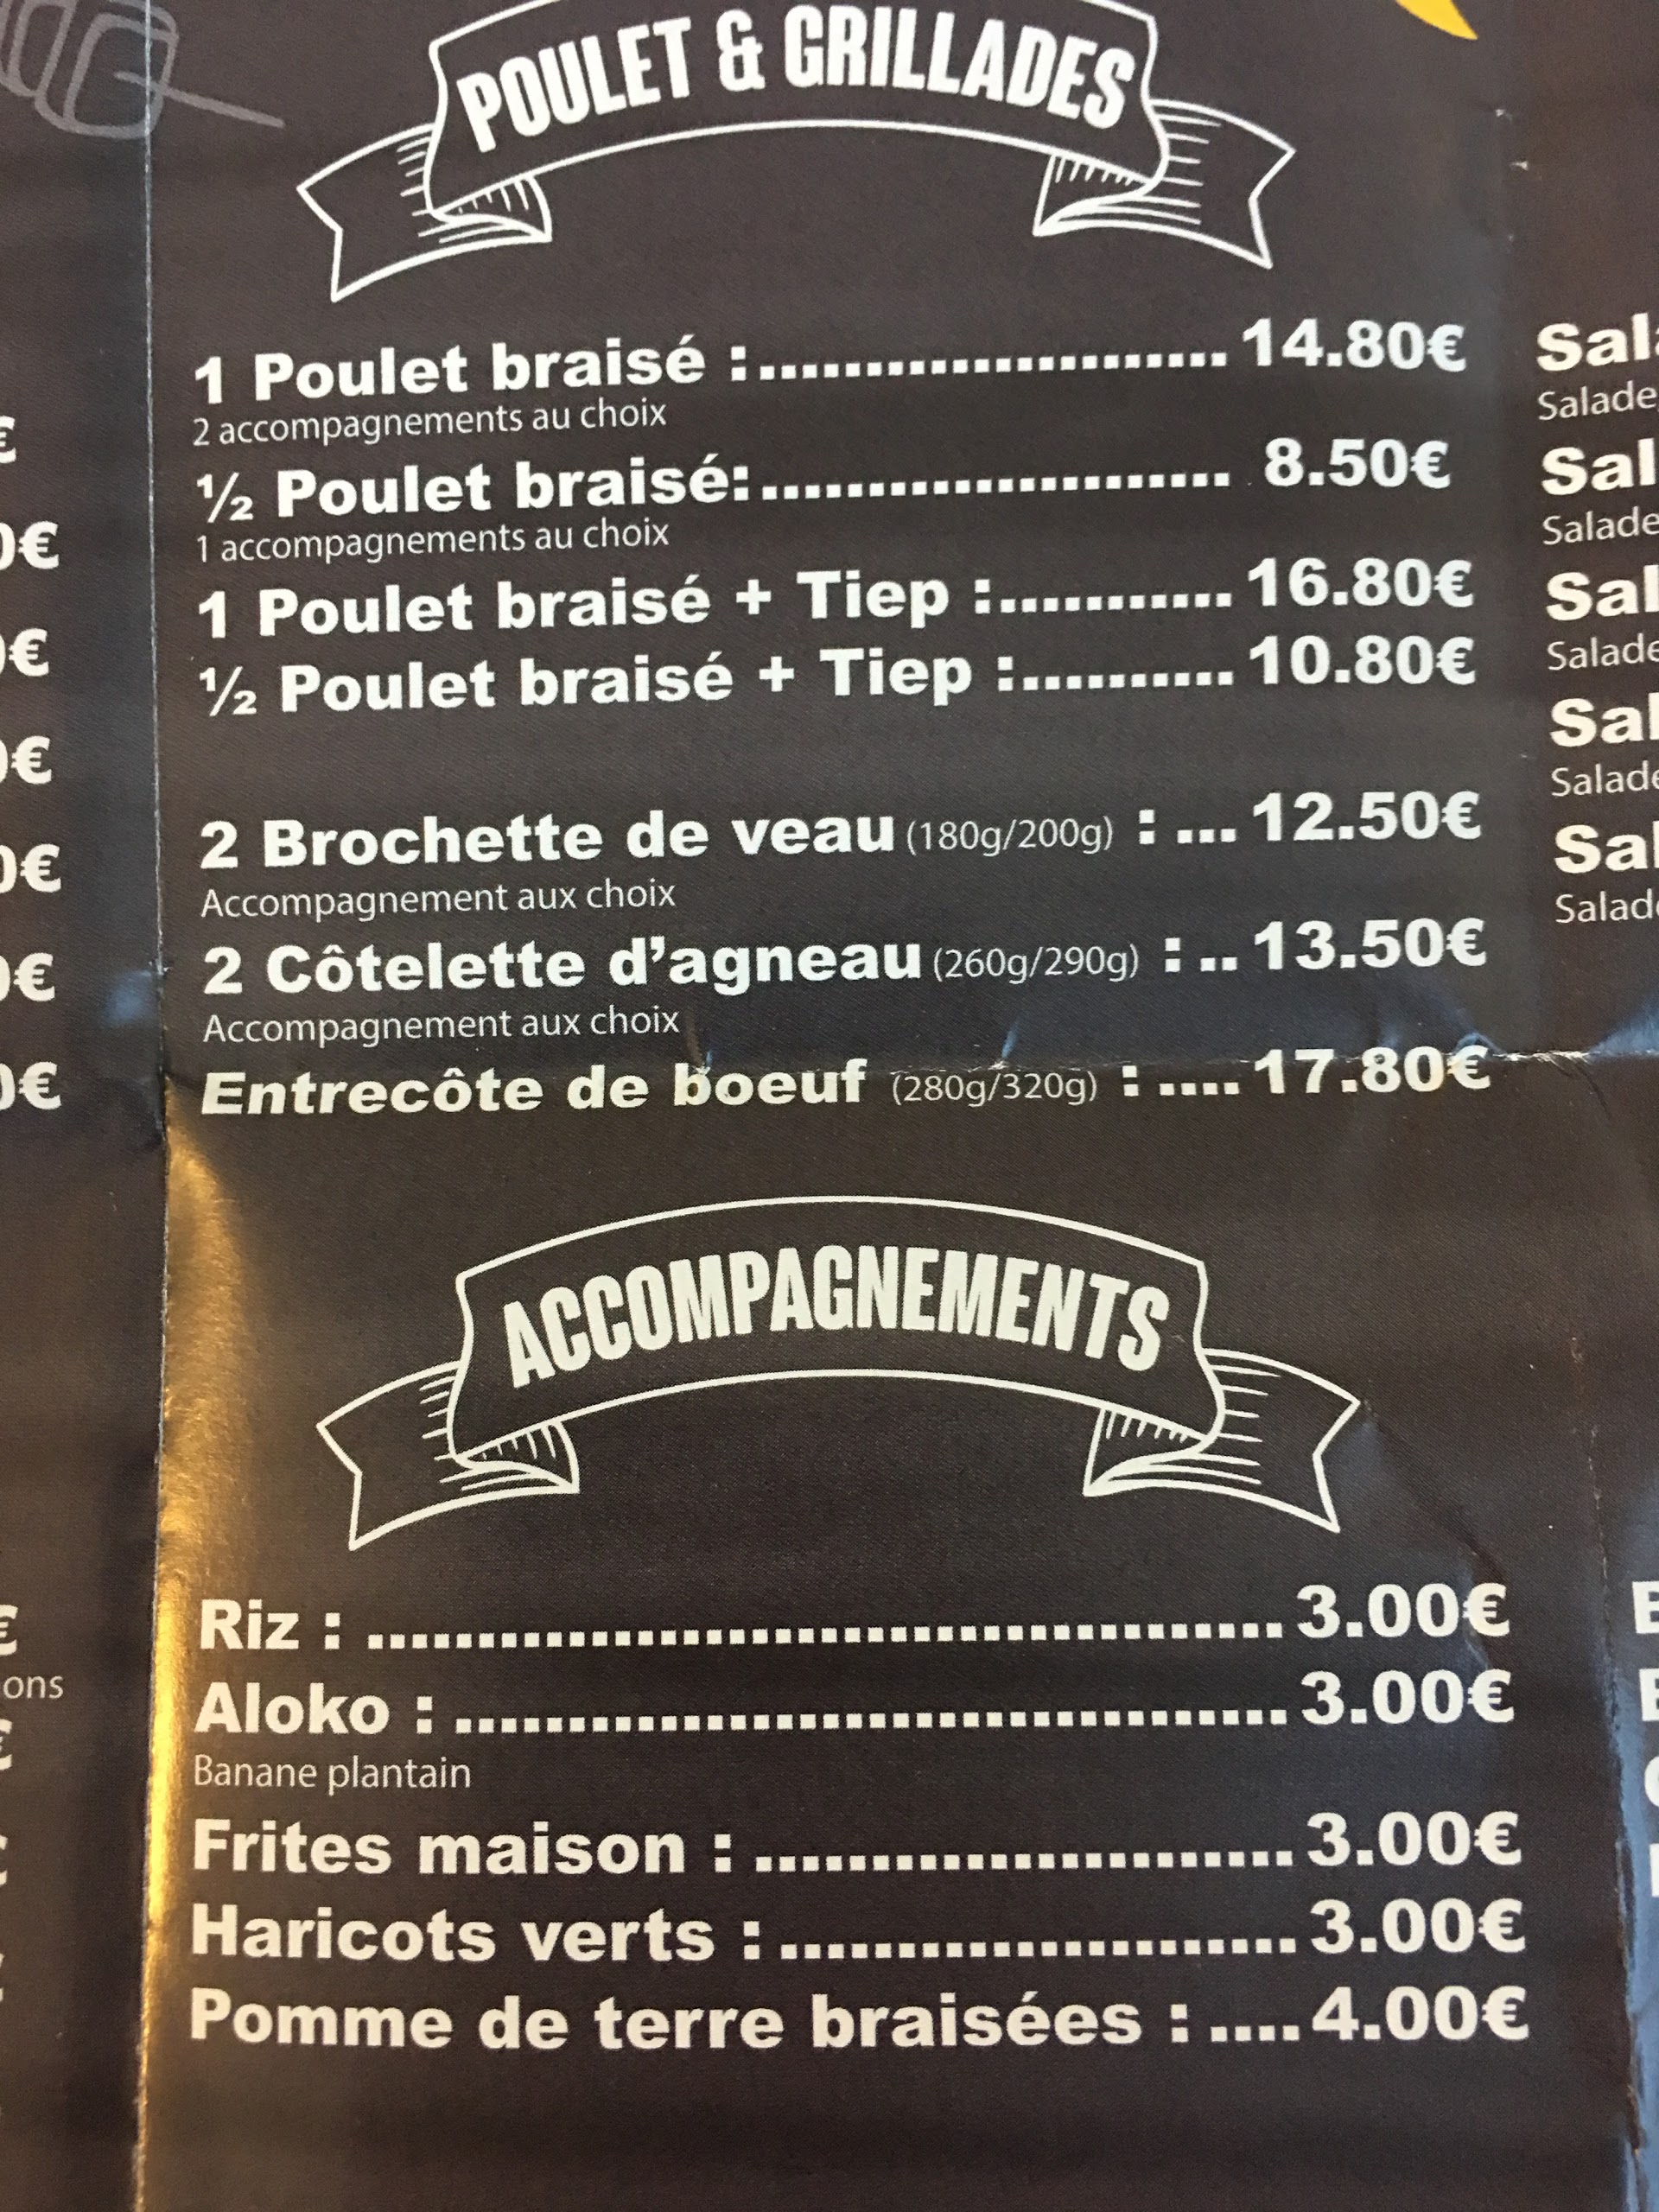 POULET & GRILLADES
1 Poulet braisé :...................... 14.80€
2 accompagnements au choix
½ Poulet braisé:...................... 8.50€
1 accompagnements au choix
1 Poulet braisé + Tiep :........... 16.80€
½ Poulet braisé + Tiep :.......... 10.80€
2 Brochette de veau (180g/200g) : ... 12.50€
Accompagnement aux choix
2 Côtelette d’agneau (260g/290g) : .. 13.50€
Accompagnement aux choix
Entrecôte de boeuf (280g/320g) : .... 17.80€
ACCOMPAGNEMENTS
Riz : .......................................... 3.00€
Aloko : ...................................... 3.00€
Banane plantain
Frites maison : ......................... 3.00€
Haricots verts : ........................ 3.00€
Pomme de terre braisées : .... 4.00€
Salade
Salade
Salade